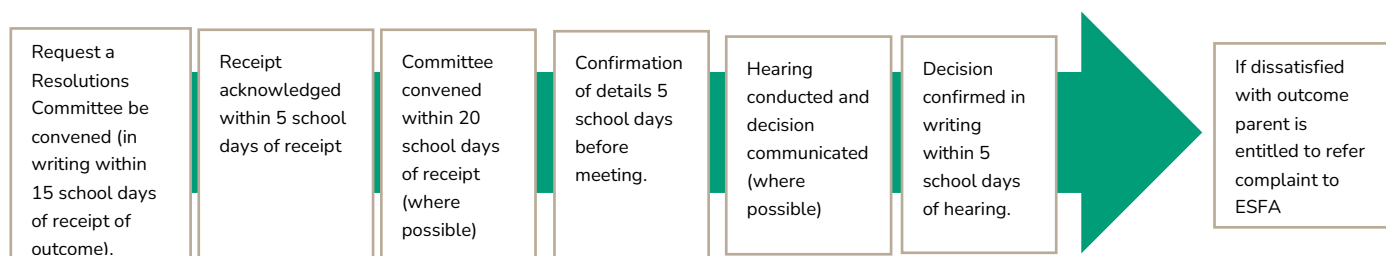 Request a
Resolutions
Committee be
convened (in
writing within
15 school days
of receipt of
outcome).
Receipt
acknowledged
within 5 school
days of receipt
Committee
convened
within 20
school days
of receipt
(where
possible)
Confirmation
of details 5
school days
before
meeting.
Hearing
conducted and
decision
communicated
(where
possible)
Decision
confirmed in
writing
within 5
school days
of hearing.
If dissatisfied
with outcome
parent is
entitled to refer
complaint to
ESFA